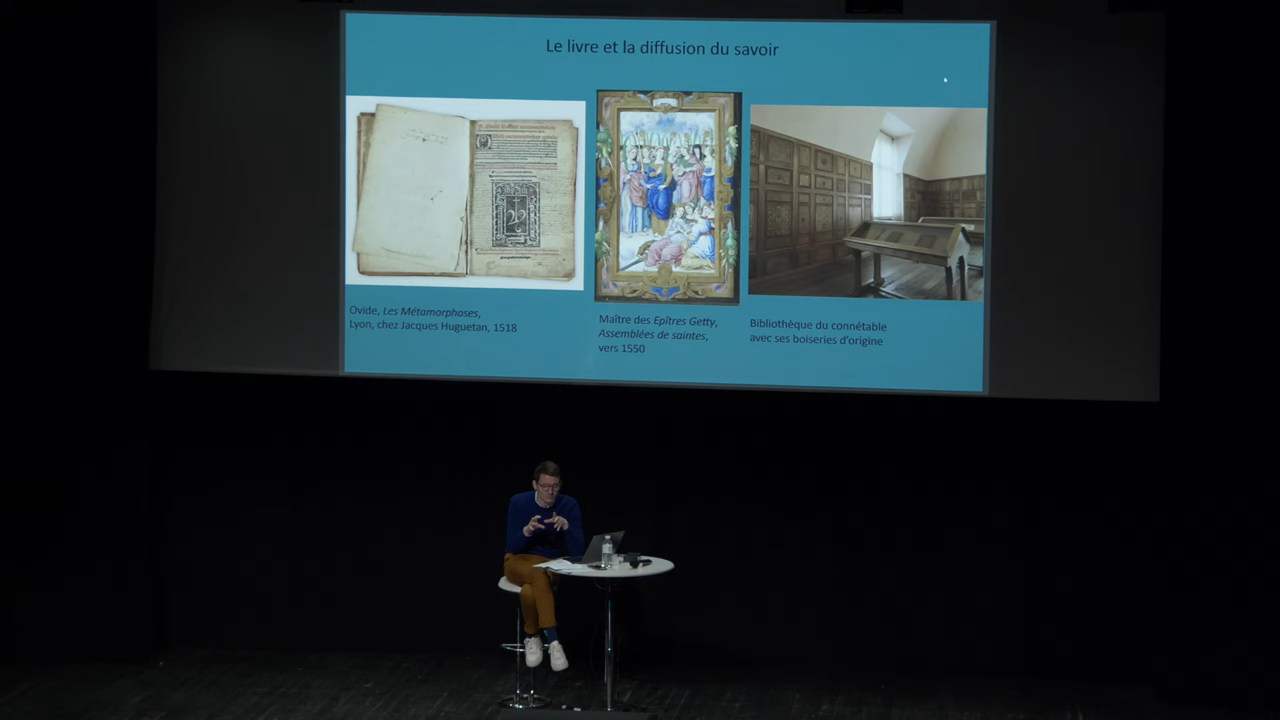 Le livre et la diffusion du savoir
Ovide, Les Métamorphoses,
Lyon, chez Jacques Huguetan, 1518
Maître des Epîtres Getty,
Assemblées de saintes,
vers 1550
Bibliothèque du connétable
avec ses boiseries d'origine